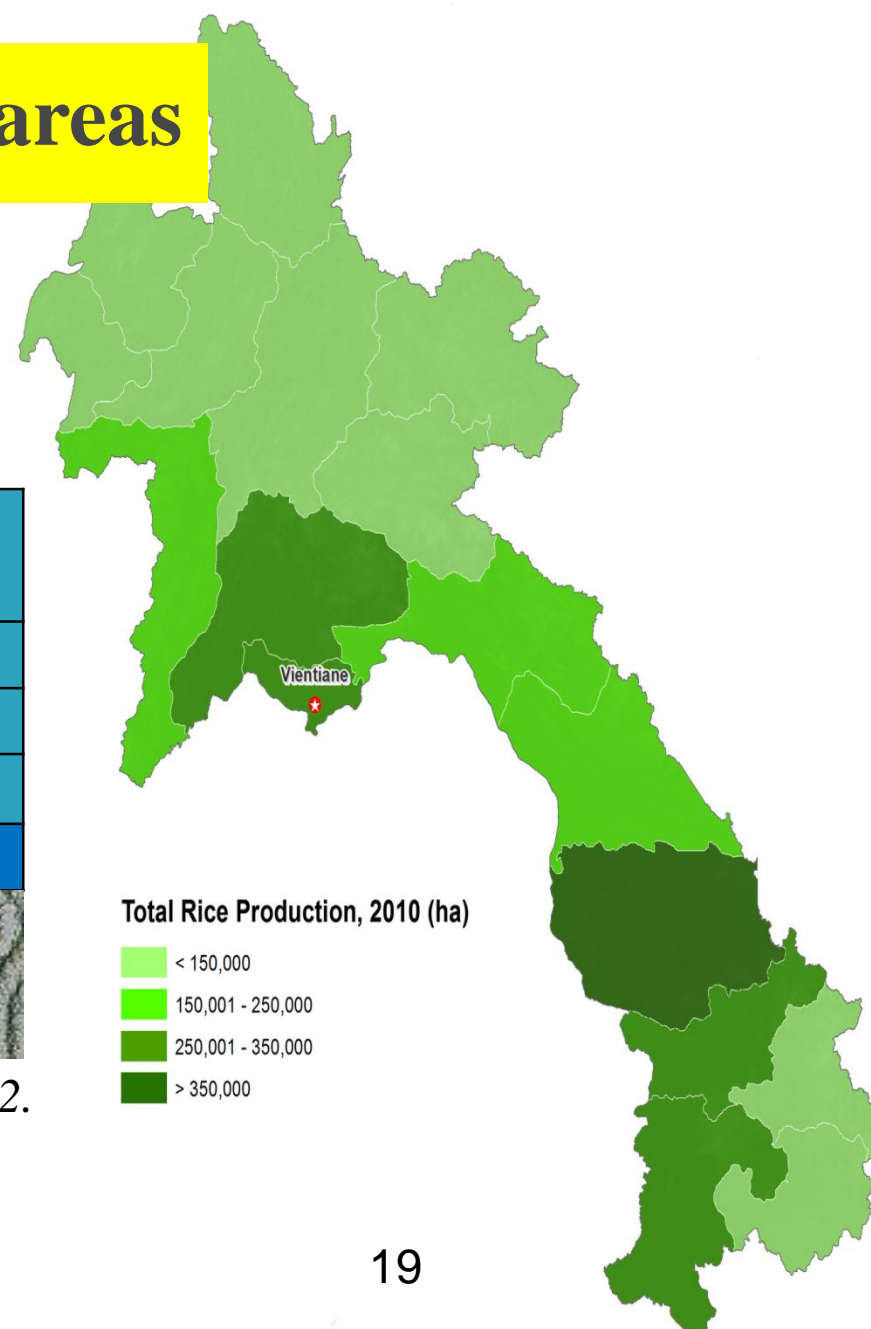 areas
Vientiane
Total Rice Production, 2010 (ha)
< 150,000
150,001 - 250,000
250,001 - 350,000
> 350,000
2.
19